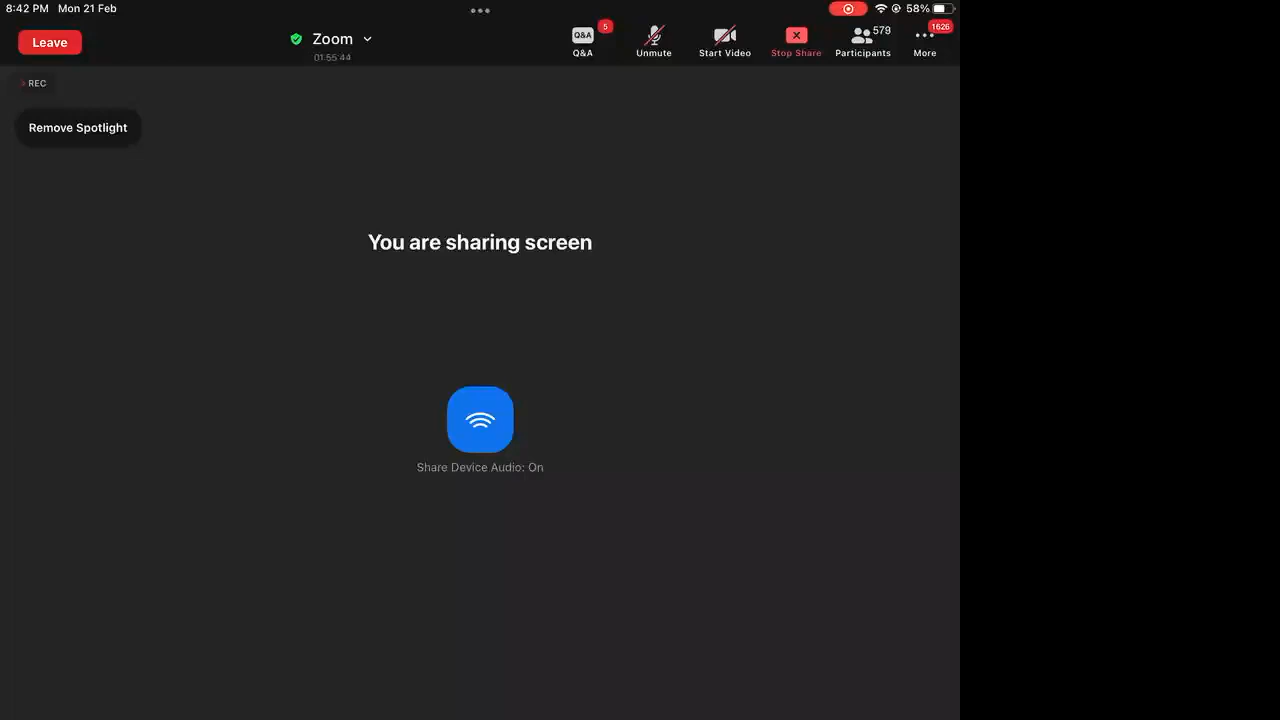 8:42 PM Mon 21 Feb
58%
Leave
Zoom
01:55:44
Q&A
5
Q&A
Unmute
Start Video
Stop Share
579
Participants
1626
More
REC
Remove Spotlight
You are sharing screen
Share Device Audio: On